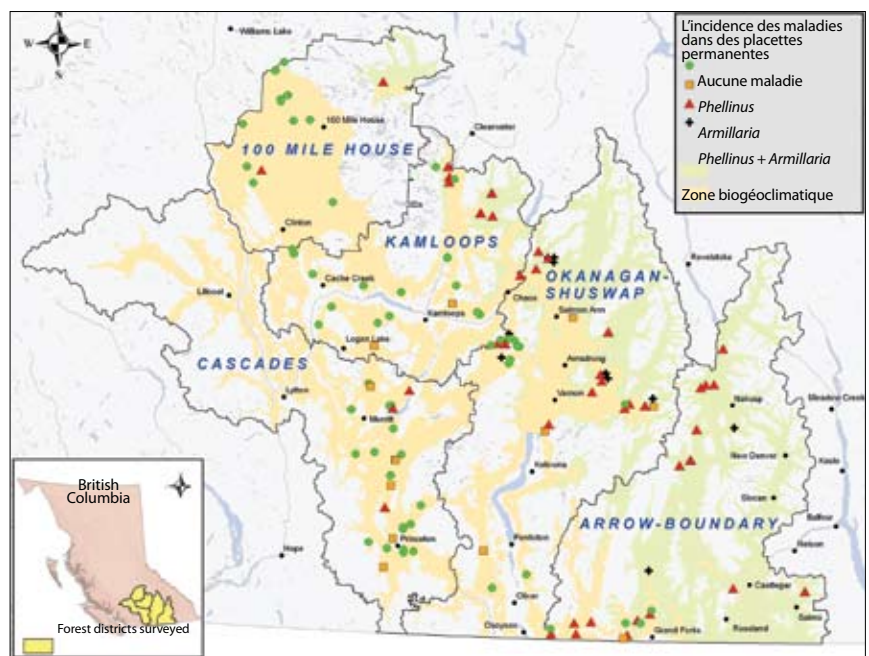 L'incidence des maladies
dans des placettes
permanentes
Aucune maladie
Phellinus
Armillaria
Phellinus + Armillaria
Zone biogéoclimatique
N
W
E
S
Williams Lake
100 Mile House
100 MILE HOUSE
Clearwater
Clinton
KAMLOOPS
Revelstoke
OKANAGAN-
SHUSWAP
Cache Creek
Chase
Lillooet
Kamloops
Salmon Arm
Logan Lake
CASCADES
Armstrong
Lytton
Vernon
Nakusp
Meadow Creek
Merritt
New Denver
Kaslo
Kelowna
Slocan
British
Columbia
ARROW-BOUNDARY
Balfour
Nelson
Hope
Princeton
Penticton
Castlegar
Oliver
Salmo
Osoyoos
Grand Forks
Rossland
Forest districts surveyed